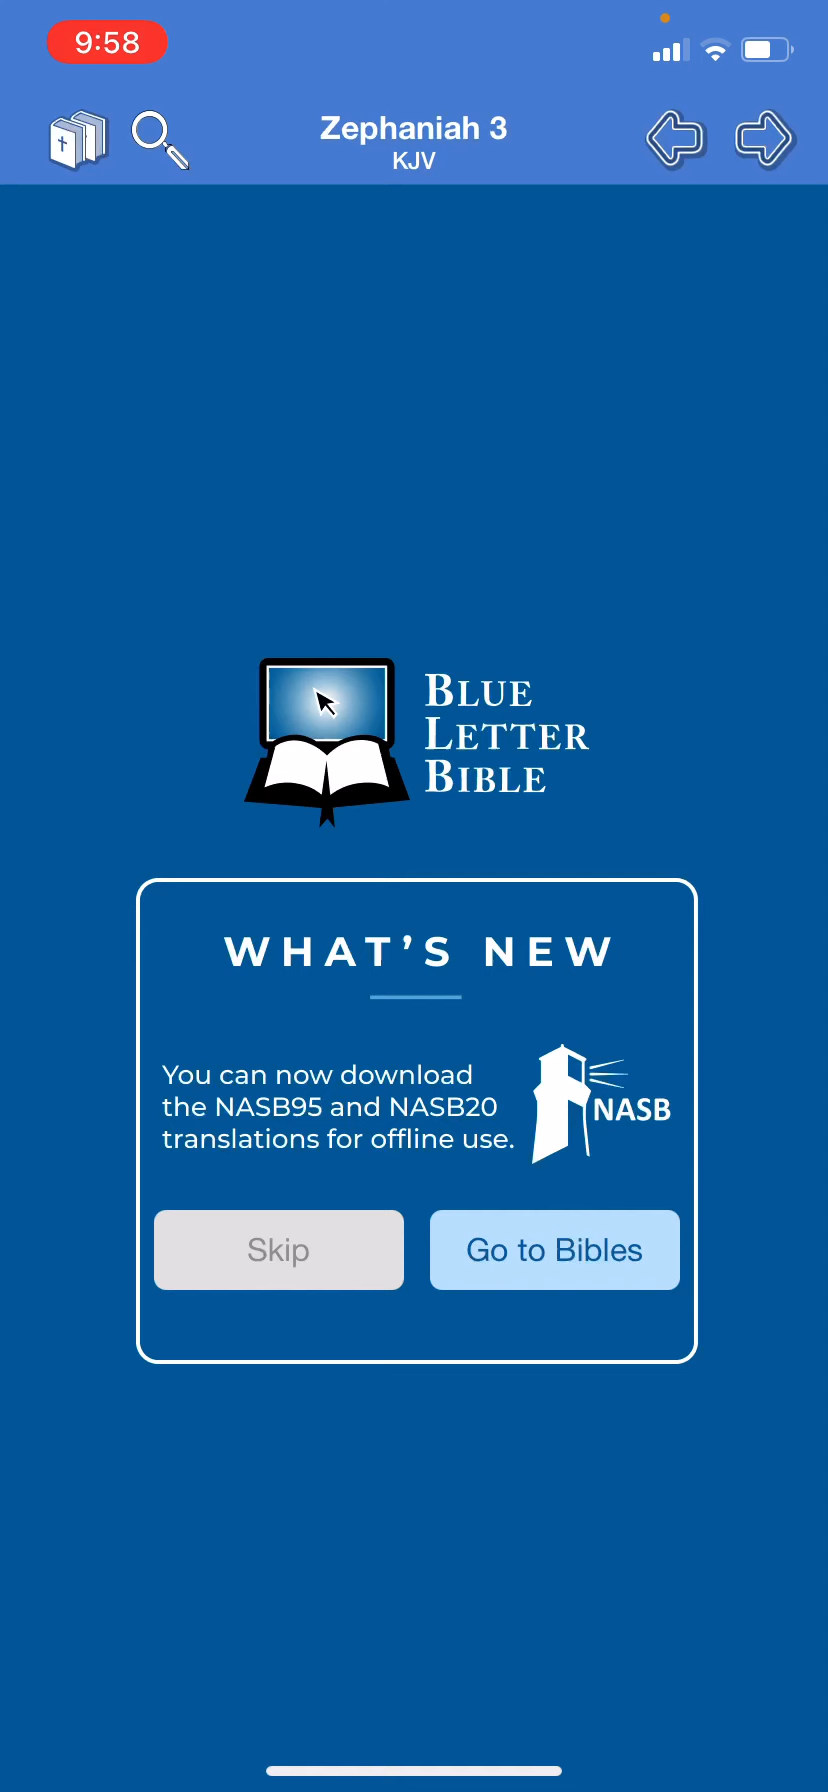 9:58
Zephaniah 3
KJV
BLUE
LETTER
BIBLE
WHAT’S NEW
You can now download
the NASB95 and NASB20
translations for offline use.
NASB
Skip
Go to Bibles